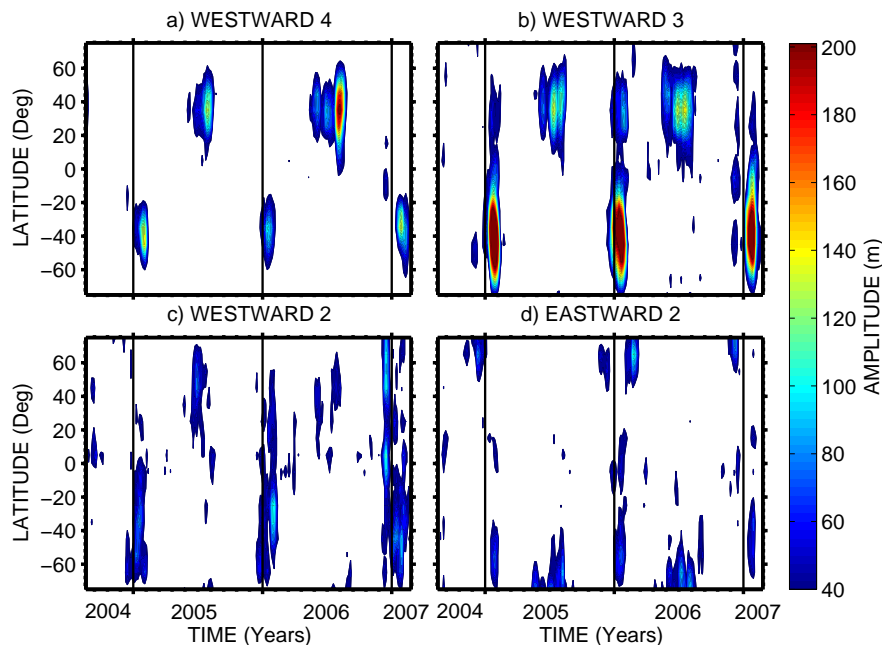 a) WESTWARD 4
b) WESTWARD 3
LATITUDE (Deg)
60
40
20
0
−20
−40
−60
200
180
160
140
120
100
80
60
40
AMPLITUDE (m)
c) WESTWARD 2
d) EASTWARD 2
LATITUDE (Deg)
60
40
20
0
−20
−40
−60
2004 2005 2006 2007
2004 2005 2006 2007
TIME (Years)
TIME (Years)